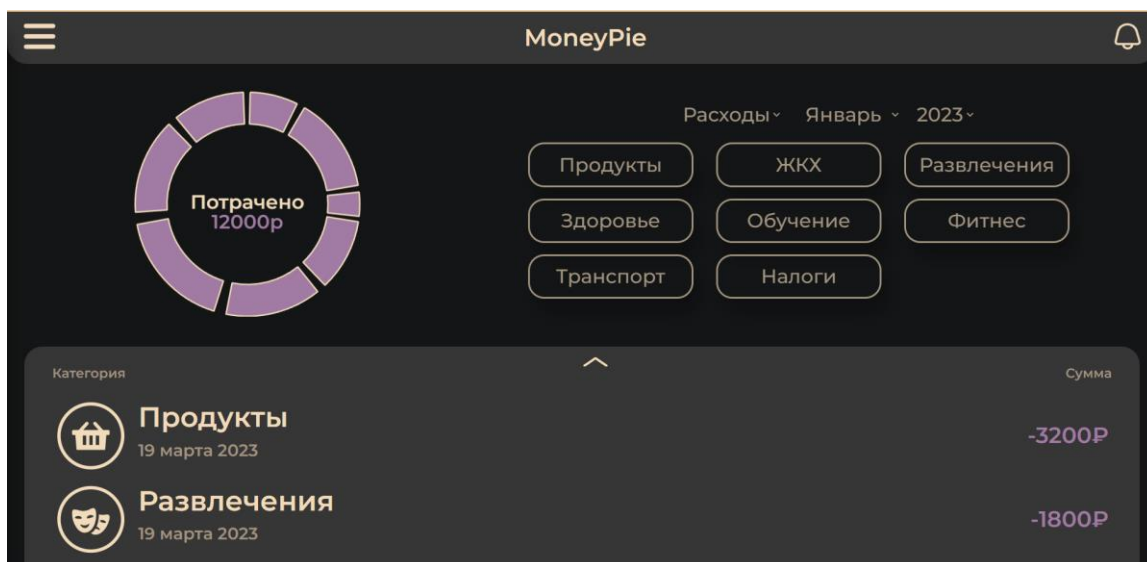 MoneyPie
Потрачено
12000р
Расходы Январь 2023
Продукты ЖКХ Развлечения
Здоровье Обучение Фитнес
Транспорт Налоги
Категория Сумма
Продукты
19 марта 2023
-3200₽
Развлечения
19 марта 2023
-1800₽